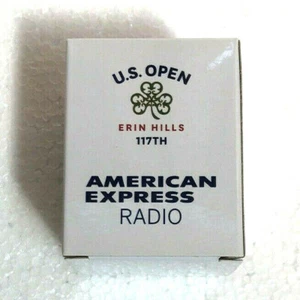 U.S. OPEN
ERIN HILLS
117TH
AMERICAN
EXPRESS
RADIO